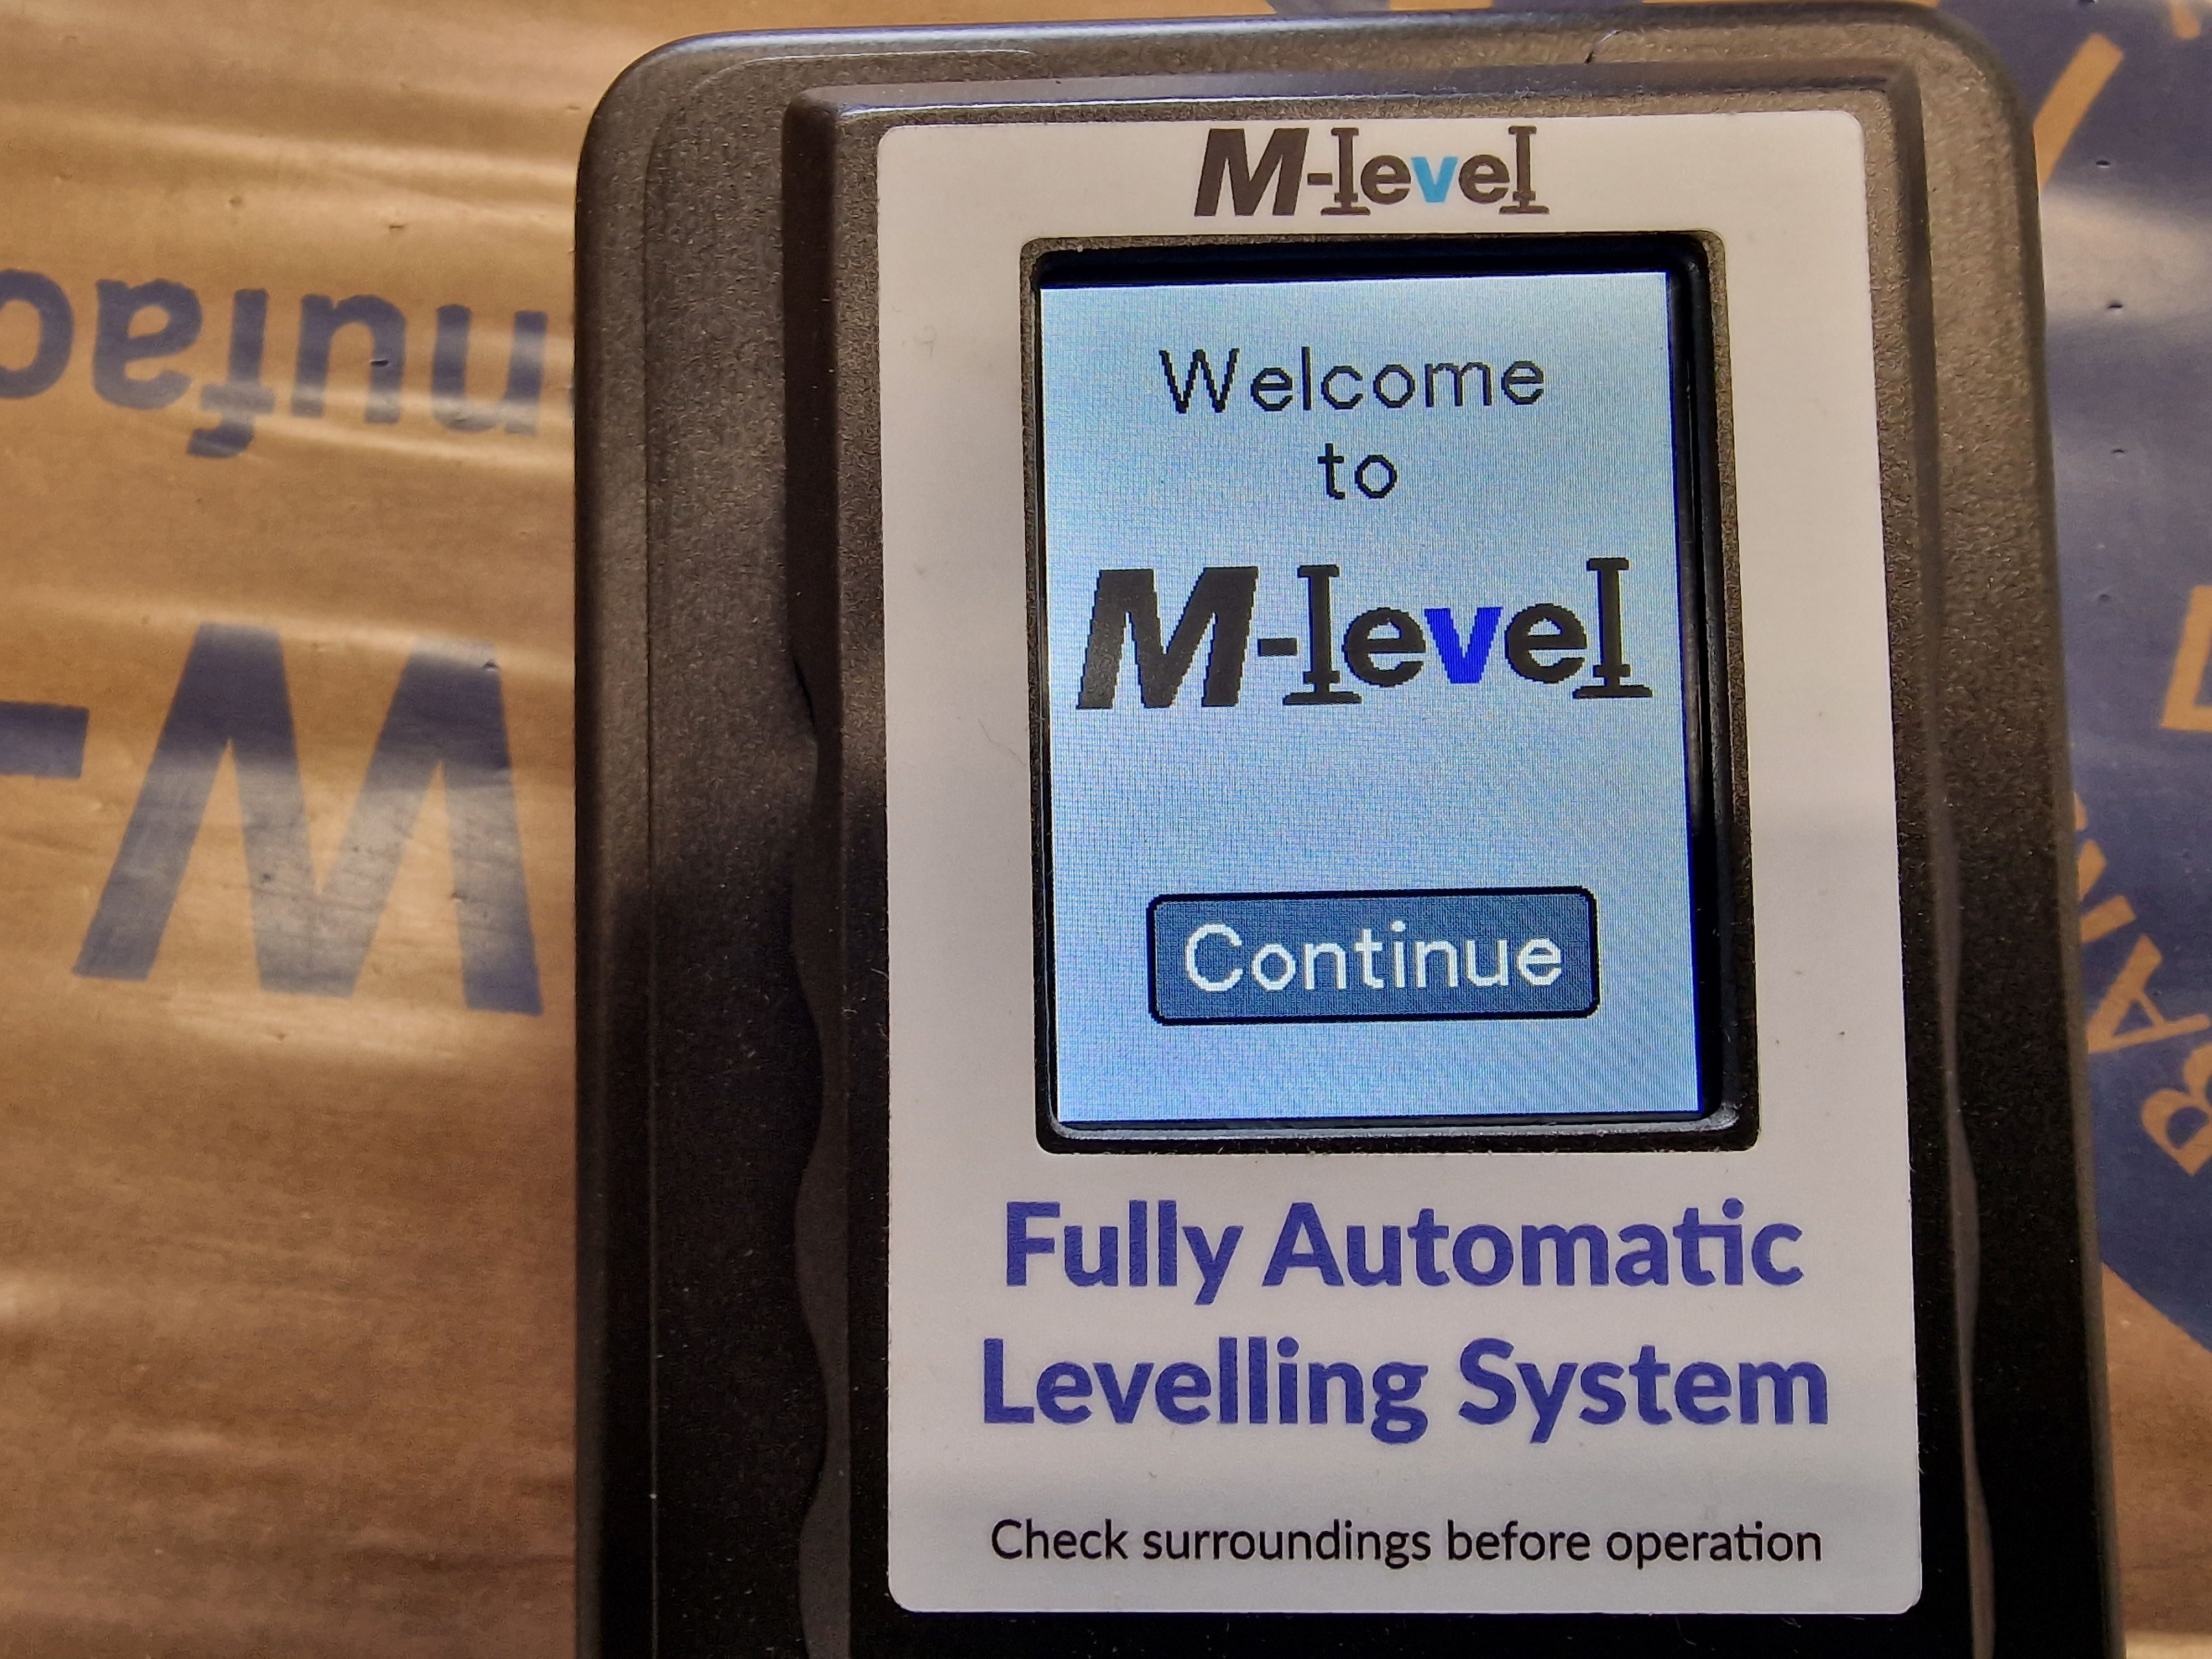 M-level
Welcome
to
M-level
Continue
Fully Automatic
Levelling System
Check surroundings before operation